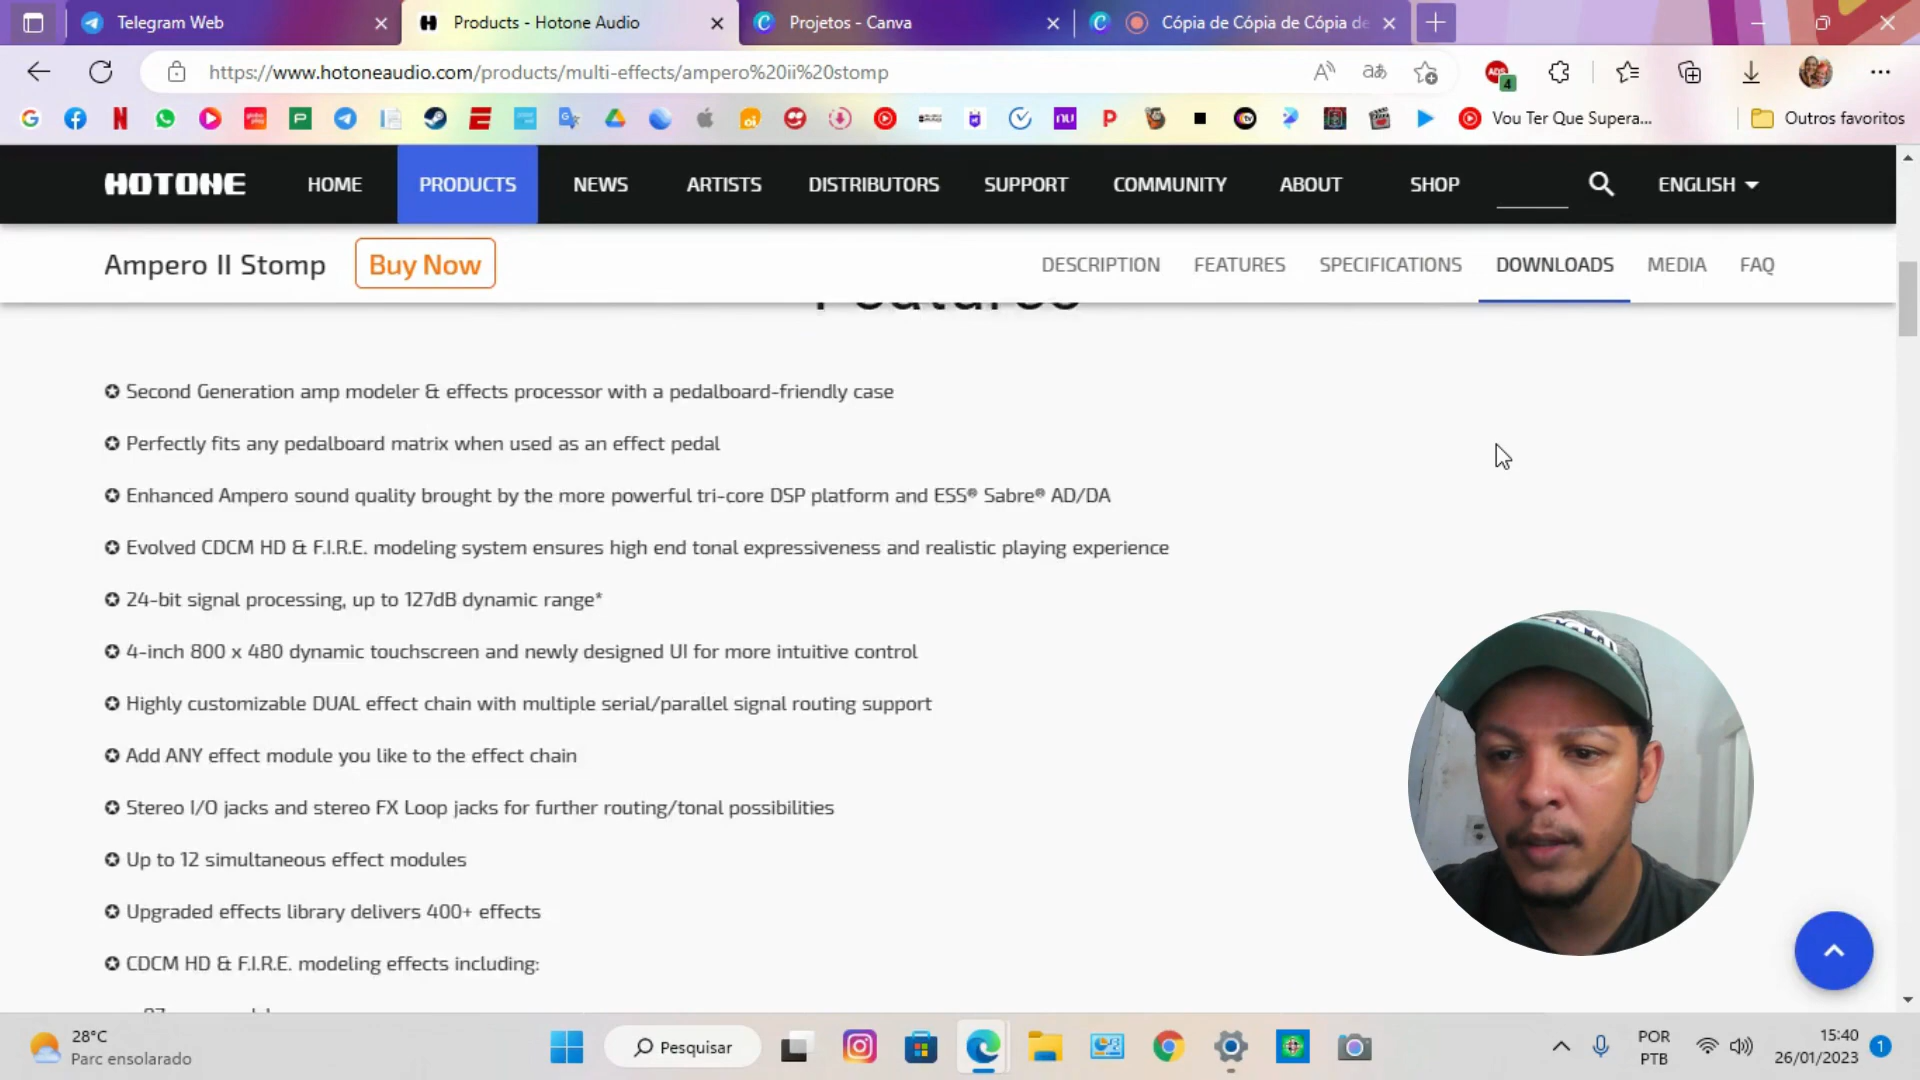 Telegram Web
Products - Hotone Audio
Projetos - Canva
Cópia de Cópia de Cópia de
https://www.hotoneaudio.com/products/multi-effects/ampero%20ii%20stomp
Vou Ter Que Supera...
Outros favoritos
HOTONE
HOME
PRODUCTS
NEWS
ARTISTS
DISTRIBUTORS
SUPPORT
COMMUNITY
ABOUT
SHOP
ENGLISH
Ampero II Stomp
Buy Now
DESCRIPTION
FEATURES
SPECIFICATIONS
DOWNLOADS
MEDIA
FAQ
Features
✪ Second Generation amp modeler & effects processor with a pedalboard-friendly case
✪ Perfectly fits any pedalboard matrix when used as an effect pedal
✪ Enhanced Ampero sound quality brought by the more powerful tri-core DSP platform and ESS® Sabre® AD/DA
✪ Evolved CDCM HD & F.I.R.E. modeling system ensures high end tonal expressiveness and realistic playing experience
✪ 24-bit signal processing, up to 127dB dynamic range*
✪ 4-inch 800 x 480 dynamic touchscreen and newly designed UI for more intuitive control
✪ Highly customizable DUAL effect chain with multiple serial/parallel signal routing support
✪ Add ANY effect module you like to the effect chain
✪ Stereo I/O jacks and stereo FX Loop jacks for further routing/tonal possibilities
✪ Up to 12 simultaneous effect modules
✪ Upgraded effects library delivers 400+ effects
✪ CDCM HD & F.I.R.E. modeling effects including:
28°C
Parc ensolarado
Pesquisar
POR
PTB
15:40
26/01/2023
1